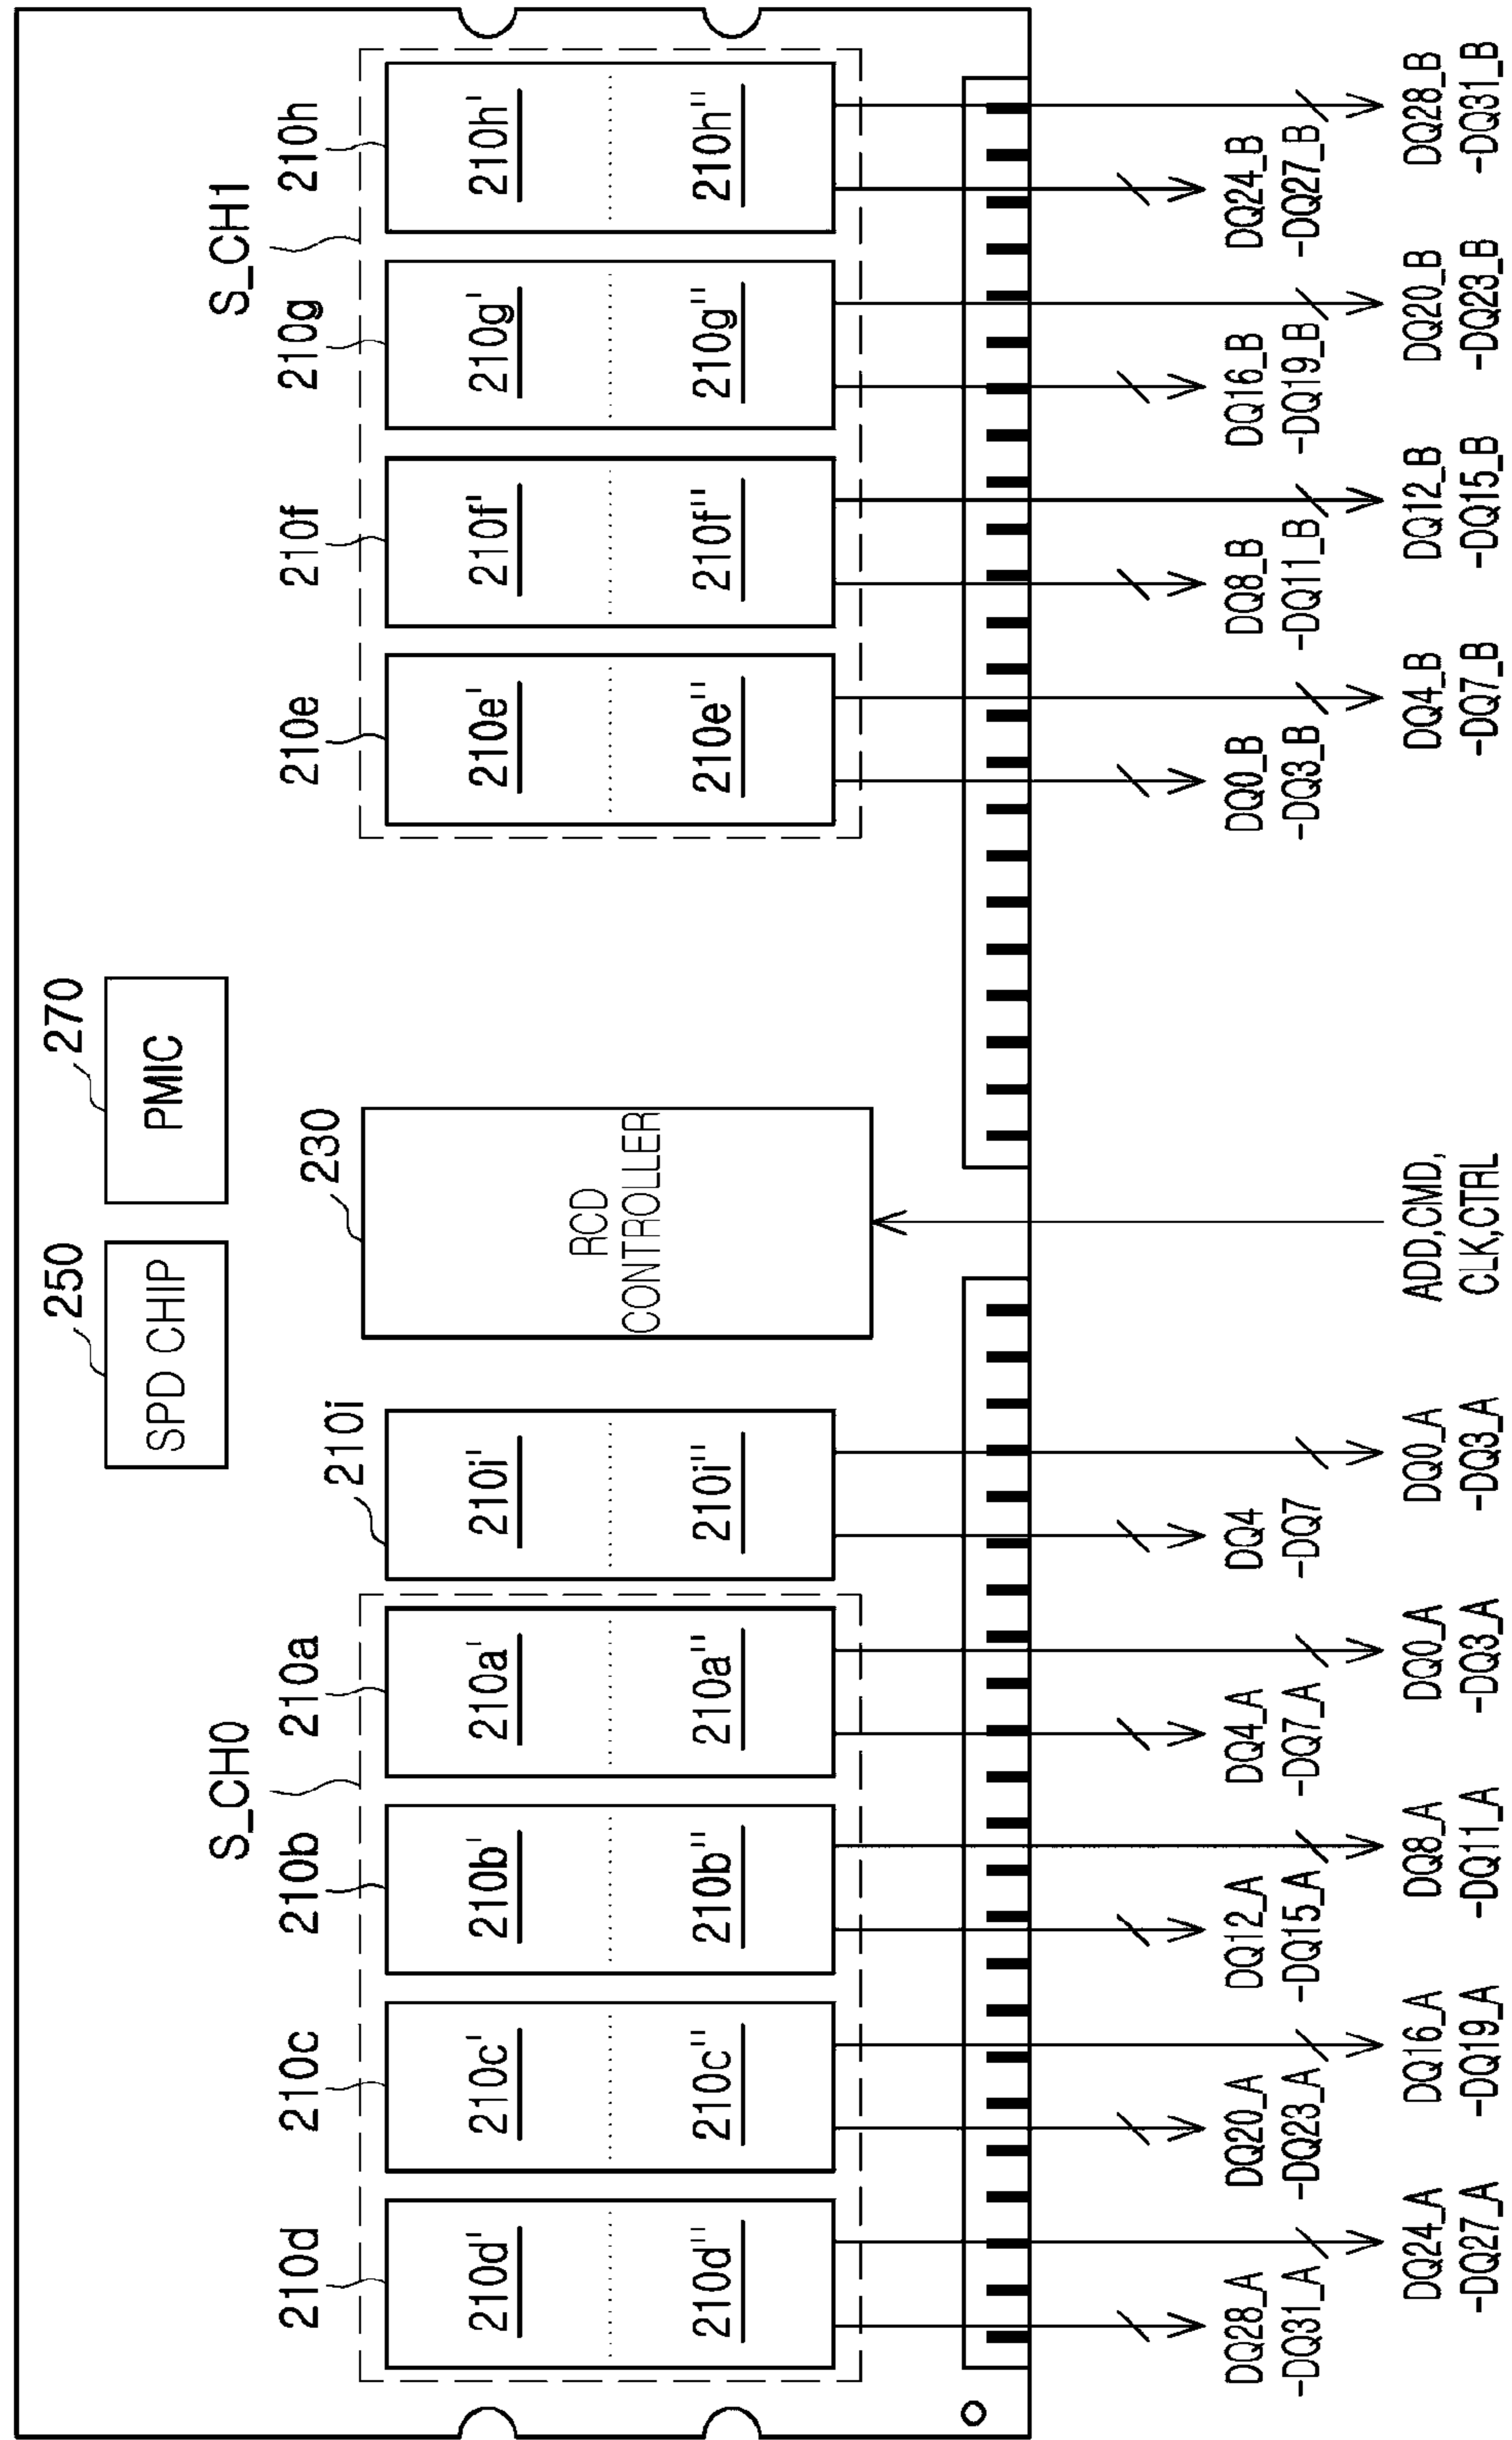 250
270
SPD CHIP
PMIC
S_CH0
S_CH1
210d
210c
210b
210a
210i
230
210e
210f
210g
210h
210d'
210c'
210b'
210a'
210i'
RCD
CONTROLLER
210e'
210f'
210g'
210h'
210d''
210c''
210b''
210a''
210i''
210e''
210f''
210g''
210h''
DQ28_A
-DQ31_A
DQ20_A
-DQ23_A
DQ12_A
-DQ15_A
DQ4_A
-DQ7_A
DQ4
-DQ7
DQ0_B
-DQ3_B
DQ8_B
-DQ11_B
DQ16_B
-DQ19_B
DQ24_B
-DQ27_B
DQ24_A
-DQ27_A
DQ16_A
-DQ19_A
DQ8_A
-DQ11_A
DQ0_A
-DQ3_A
DQ0_A
-DQ3_A
ADD,CMD,
CLK,CTRL
DQ4_B
-DQ7_B
DQ12_B
-DQ15_B
DQ20_B
-DQ23_B
DQ28_B
-DQ31_B